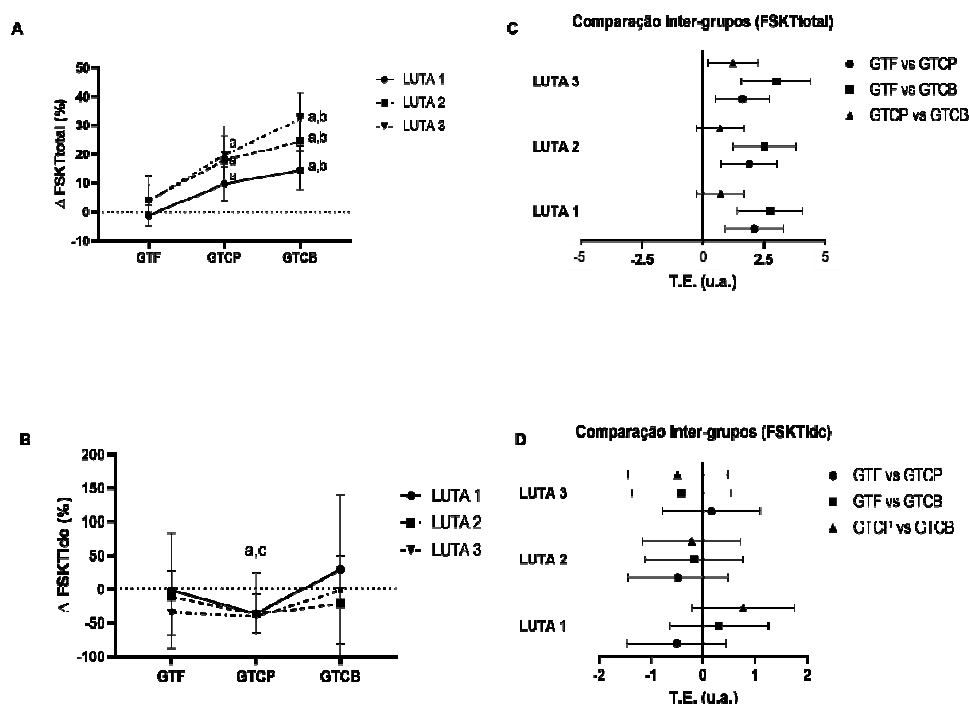 A
Δ FSKTtotal (%)
50
40
30
20
10
0
-10
GTF
GTCP
GTCB
a
a
a
a,b
a,b
a,b
LUTA 1
LUTA 2
LUTA 3
C
Comparação Inter-grupos (FSKTtotal)
LUTA 3
LUTA 2
LUTA 1
-5
-2.5
0
2.5
5
T.E. (u.a.)
GTF vs GTCP
GTF vs GTCB
GTCP vs GTCB
B
Δ FSKTIdc (%)
200
150
100
50
0
-50
-100
GTF
GTCP
GTCB
a,c
LUTA 1
LUTA 2
LUTA 3
D
Comparação Inter-grupos (FSKTIdc)
LUTA 3
LUTA 2
LUTA 1
-2
-1
0
1
2
T.E. (u.a.)
GTF vs GTCP
GTF vs GTCB
GTCP vs GTCB